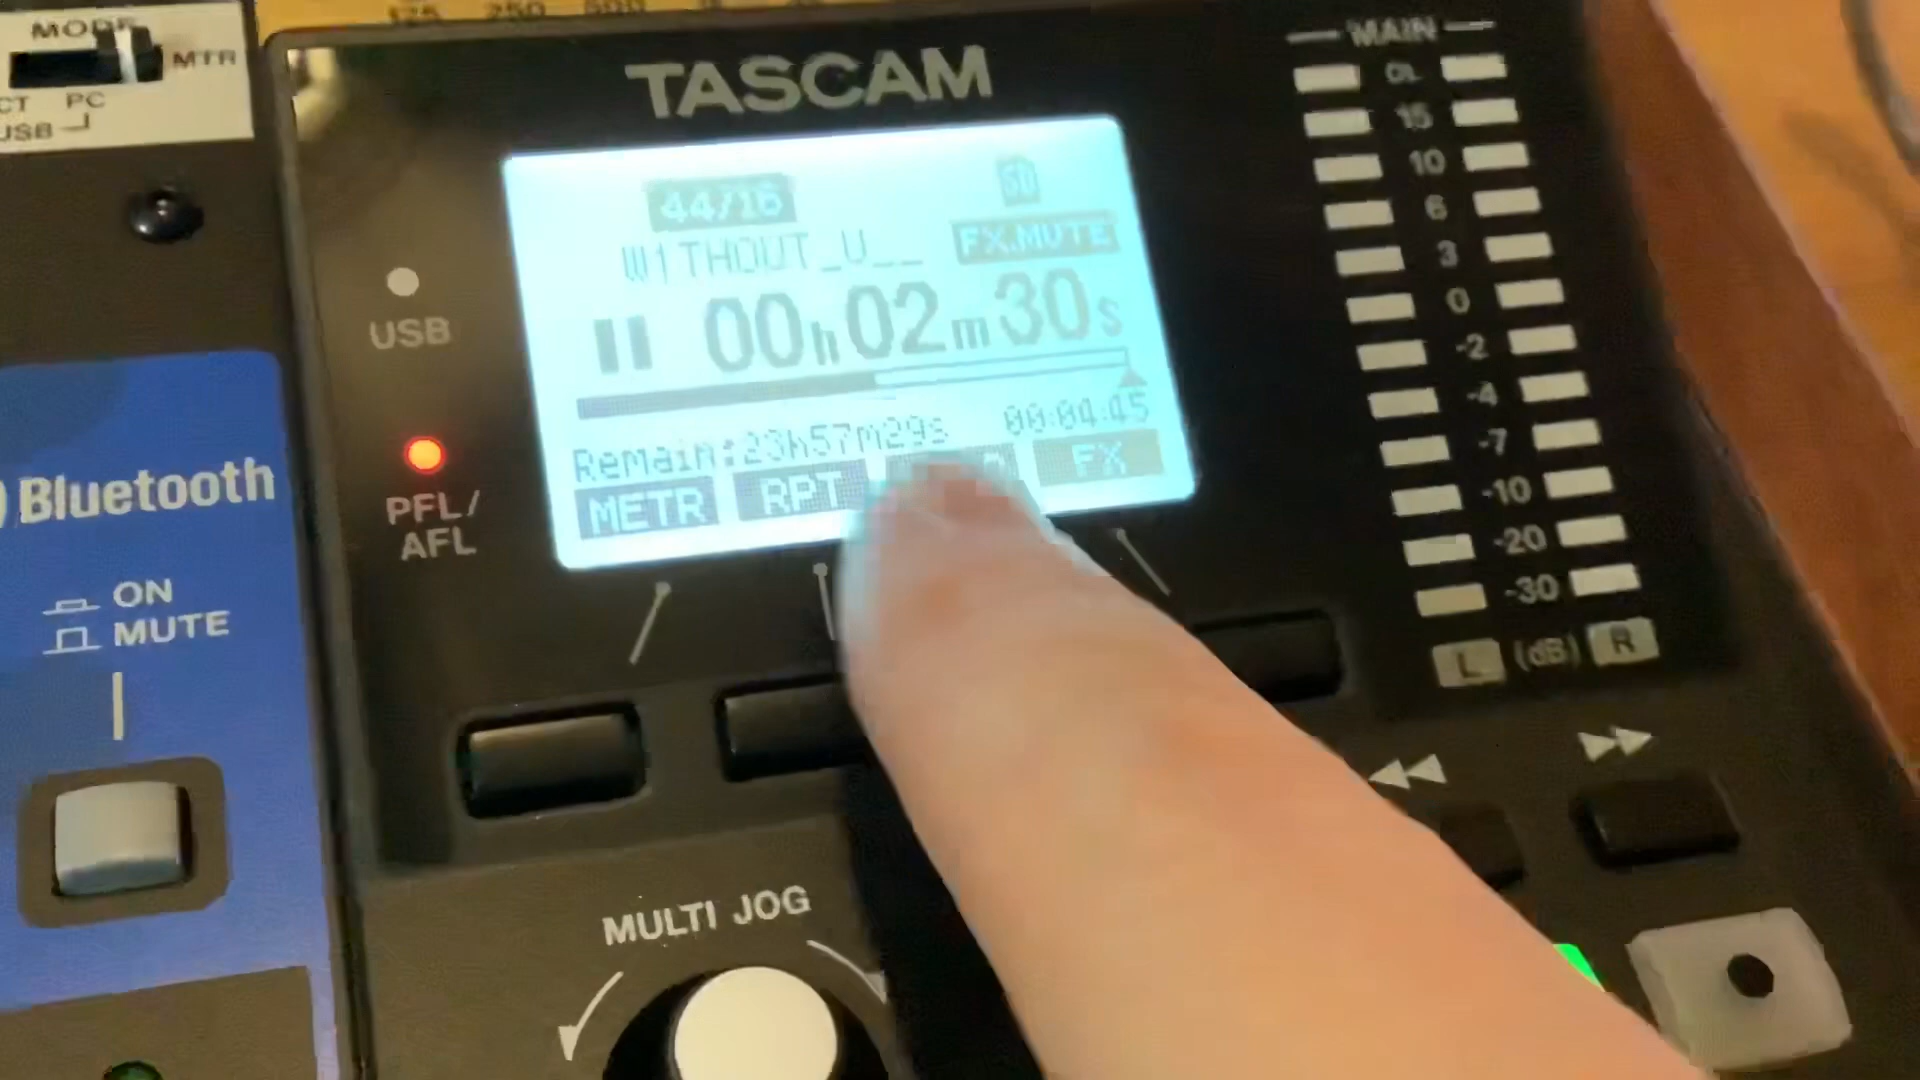 MODE
MTR
PC
USB
TASCAM
MAIN
OL
15
10
6
3
0
-2
-4
-7
-10
-20
-30
L (dB) R
44/16
SD
W1THOUT_U__
FX.MUTE
00h02m30s
Remain:23h57m29s
00:04:45
METR
RPT
FX
USB
PFL/
AFL
Bluetooth
ON
MUTE
MULTI JOG